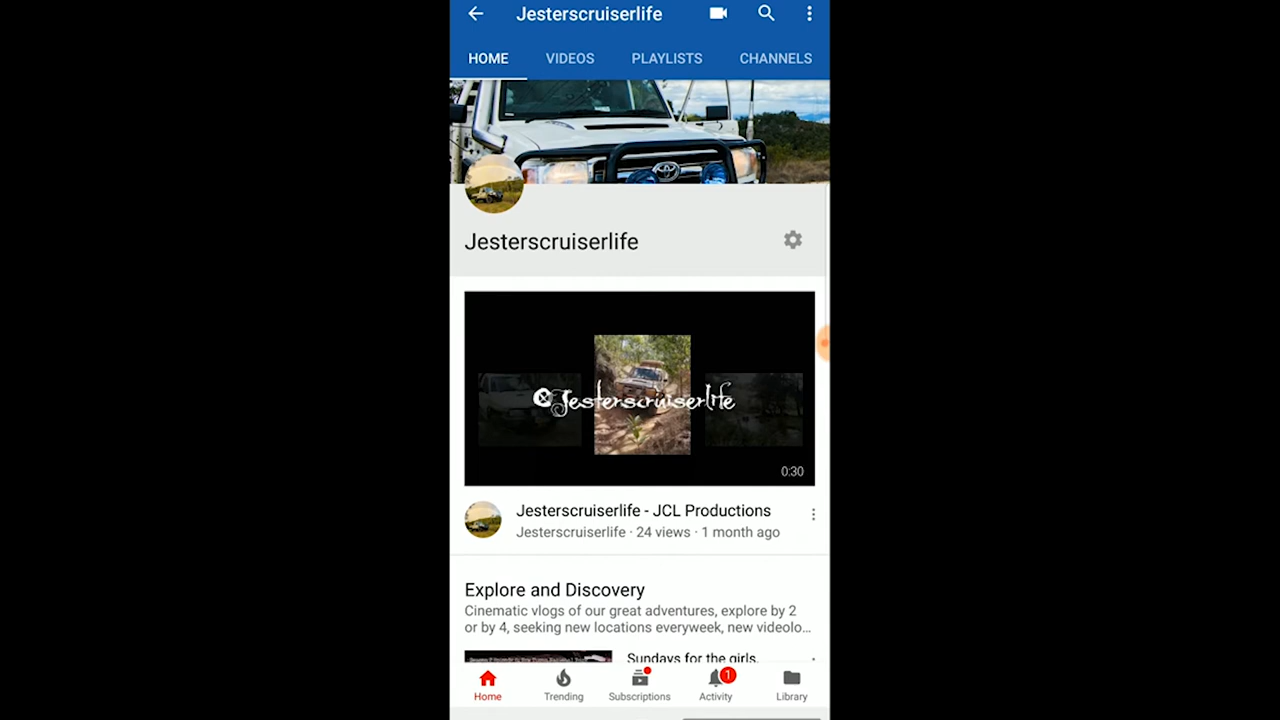 Jesterscruiserlife
HOME VIDEOS PLAYLISTS CHANNELS
Jesterscruiserlife
Jesterscruiserlife
0:30
Jesterscruiserlife - JCL Productions
Jesterscruiserlife · 24 views · 1 month ago
Explore and Discovery
Cinematic vlogs of our great adventures, explore by 2
or by 4, seeking new locations everyweek, new videolo...
Sundays for the girls.
1
Home Trending Subscriptions Activity Library